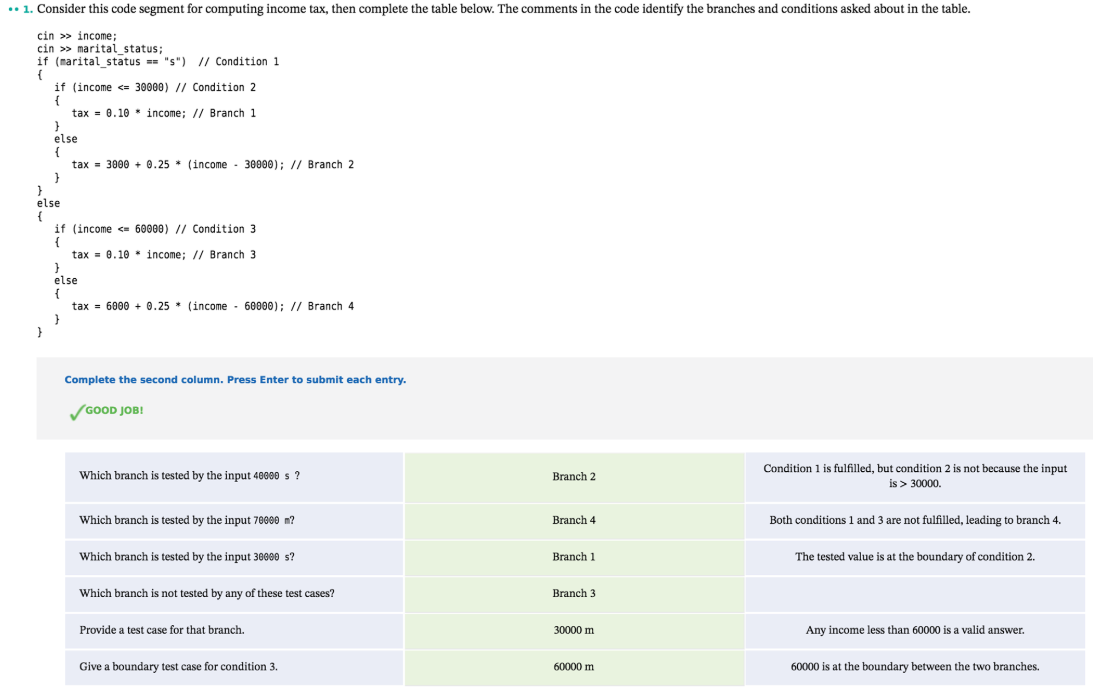 •• 1. Consider this code segment for computing income tax, then complete the table below. The comments in the code identify the branches and conditions asked about in the table.
cin >> income;
cin >> marital_status;
if (marital_status == "s")  // Condition 1
{
   if (income <= 30000) // Condition 2
   {
      tax = 0.10 * income; // Branch 1
   }
   else
   {
      tax = 3000 + 0.25 * (income - 30000); // Branch 2
   }
}
else
{
   if (income <= 60000) // Condition 3
   {
      tax = 0.10 * income; // Branch 3
   }
   else
   {
      tax = 6000 + 0.25 * (income - 60000); // Branch 4
   }
}
Complete the second column. Press Enter to submit each entry.
GOOD JOB!
Which branch is tested by the input 40000 s ?
Branch 2
Condition 1 is fulfilled, but condition 2 is not because the input
is > 30000.
Which branch is tested by the input 70000 m?
Branch 4
Both conditions 1 and 3 are not fulfilled, leading to branch 4.
Which branch is tested by the input 30000 s?
Branch 1
The tested value is at the boundary of condition 2.
Which branch is not tested by any of these test cases?
Branch 3
Provide a test case for that branch.
30000 m
Any income less than 60000 is a valid answer.
Give a boundary test case for condition 3.
60000 m
60000 is at the boundary between the two branches.